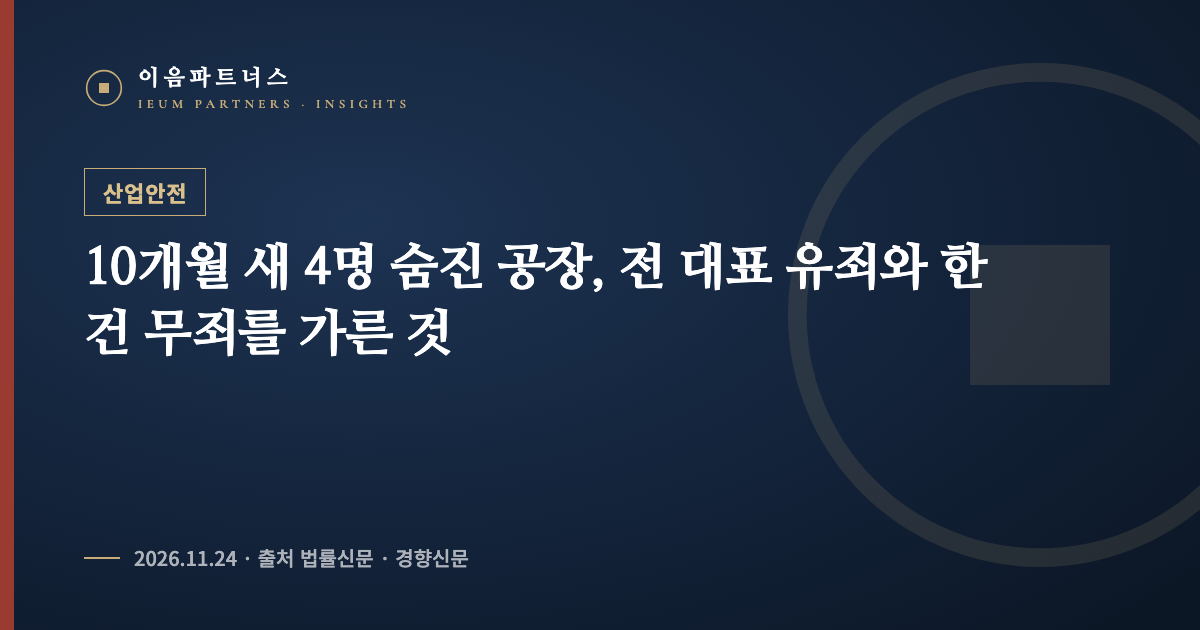 이음파트너스
IEUM PARTNERS · INSIGHTS
산업안전
10개월 새 4명 숨진 공장, 전 대표 유죄와 한
건 무죄를 가른 것
2026.11.24 · 출처 법률신문 · 경향신문